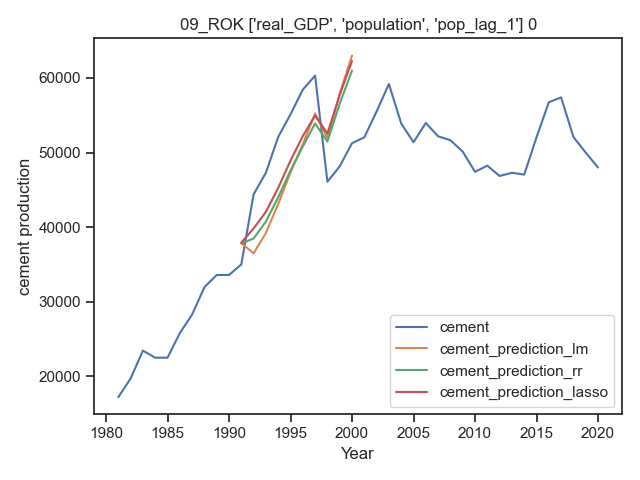 09_ROK ['real_GDP', 'population', 'pop_lag_1'] 0
cement production
60000
50000
40000
30000
20000
1980 1985 1990 1995 2000 2005 2010 2015 2020
Year
cement
cement_prediction_lm
cement_prediction_rr
cement_prediction_lasso